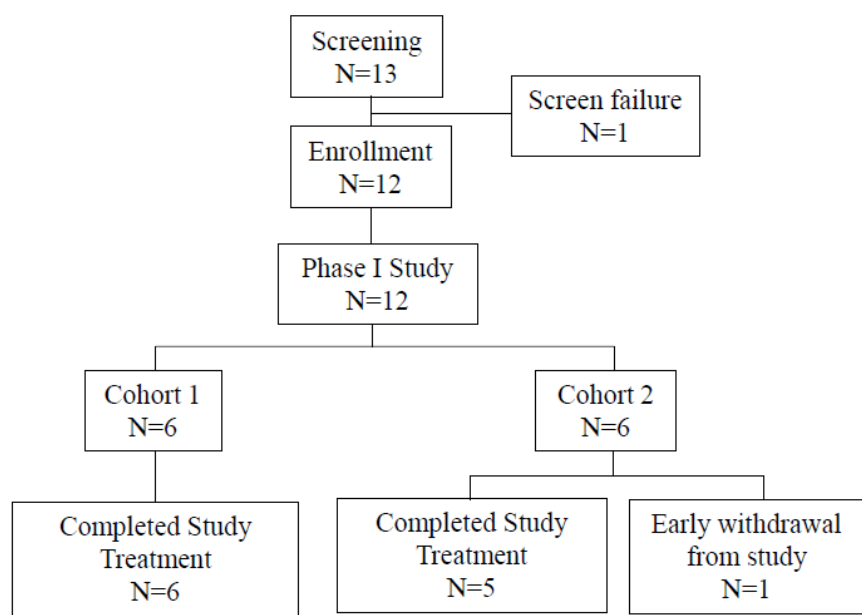 Screening
N=13
Screen failure
N=1
Enrollment
N=12
Phase I Study
N=12
Cohort 1
N=6
Cohort 2
N=6
Completed Study
Treatment
N=6
Completed Study
Treatment
N=5
Early withdrawal
from study
N=1